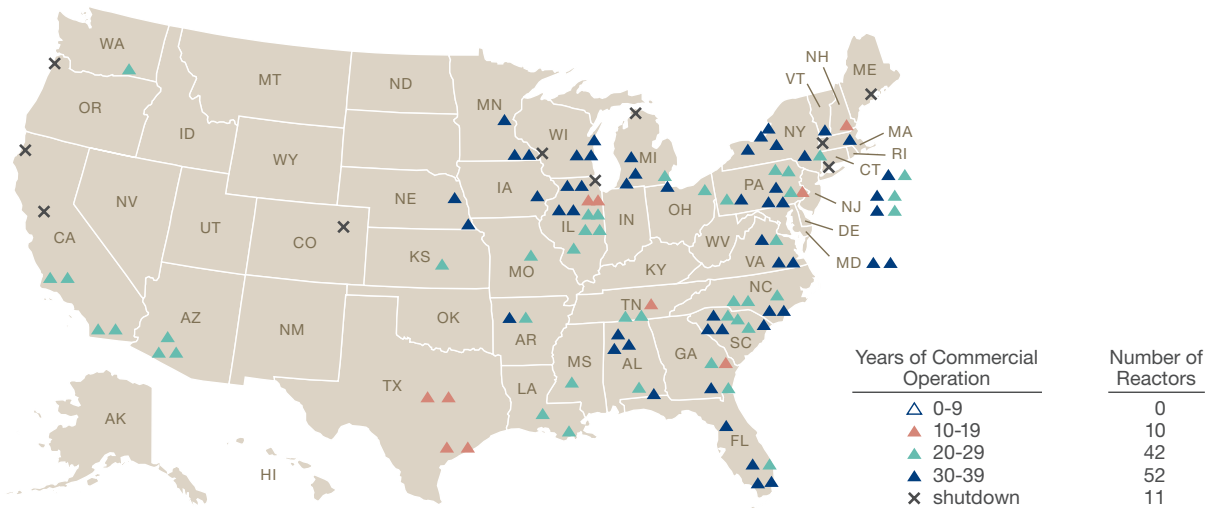 WA
MT
ND
MN
OR
ID
WY
WI
MI
NY
VT
NH
ME
MA
RI
CT
NJ
DE
MD
NV
UT
CO
NE
IA
IL
IN
OH
PA
WV
VA
CA
KS
MO
KY
NC
TN
AZ
NM
OK
AR
SC
MS
AL
GA
TX
LA
FL
AK
HI
Years of Commercial Operation Number of Reactors
0-9 0
10-19 10
20-29 42
30-39 52
shutdown 11